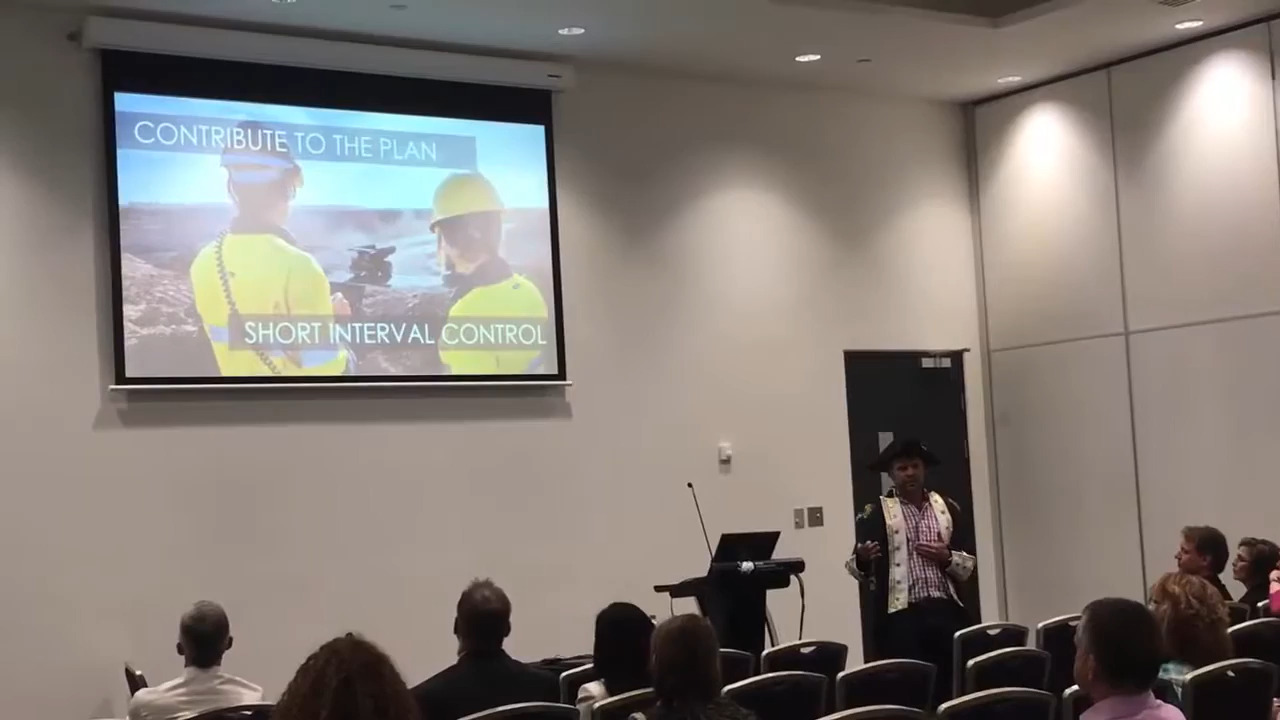 CONTRIBUTE TO THE PLAN
SHORT INTERVAL CONTROL